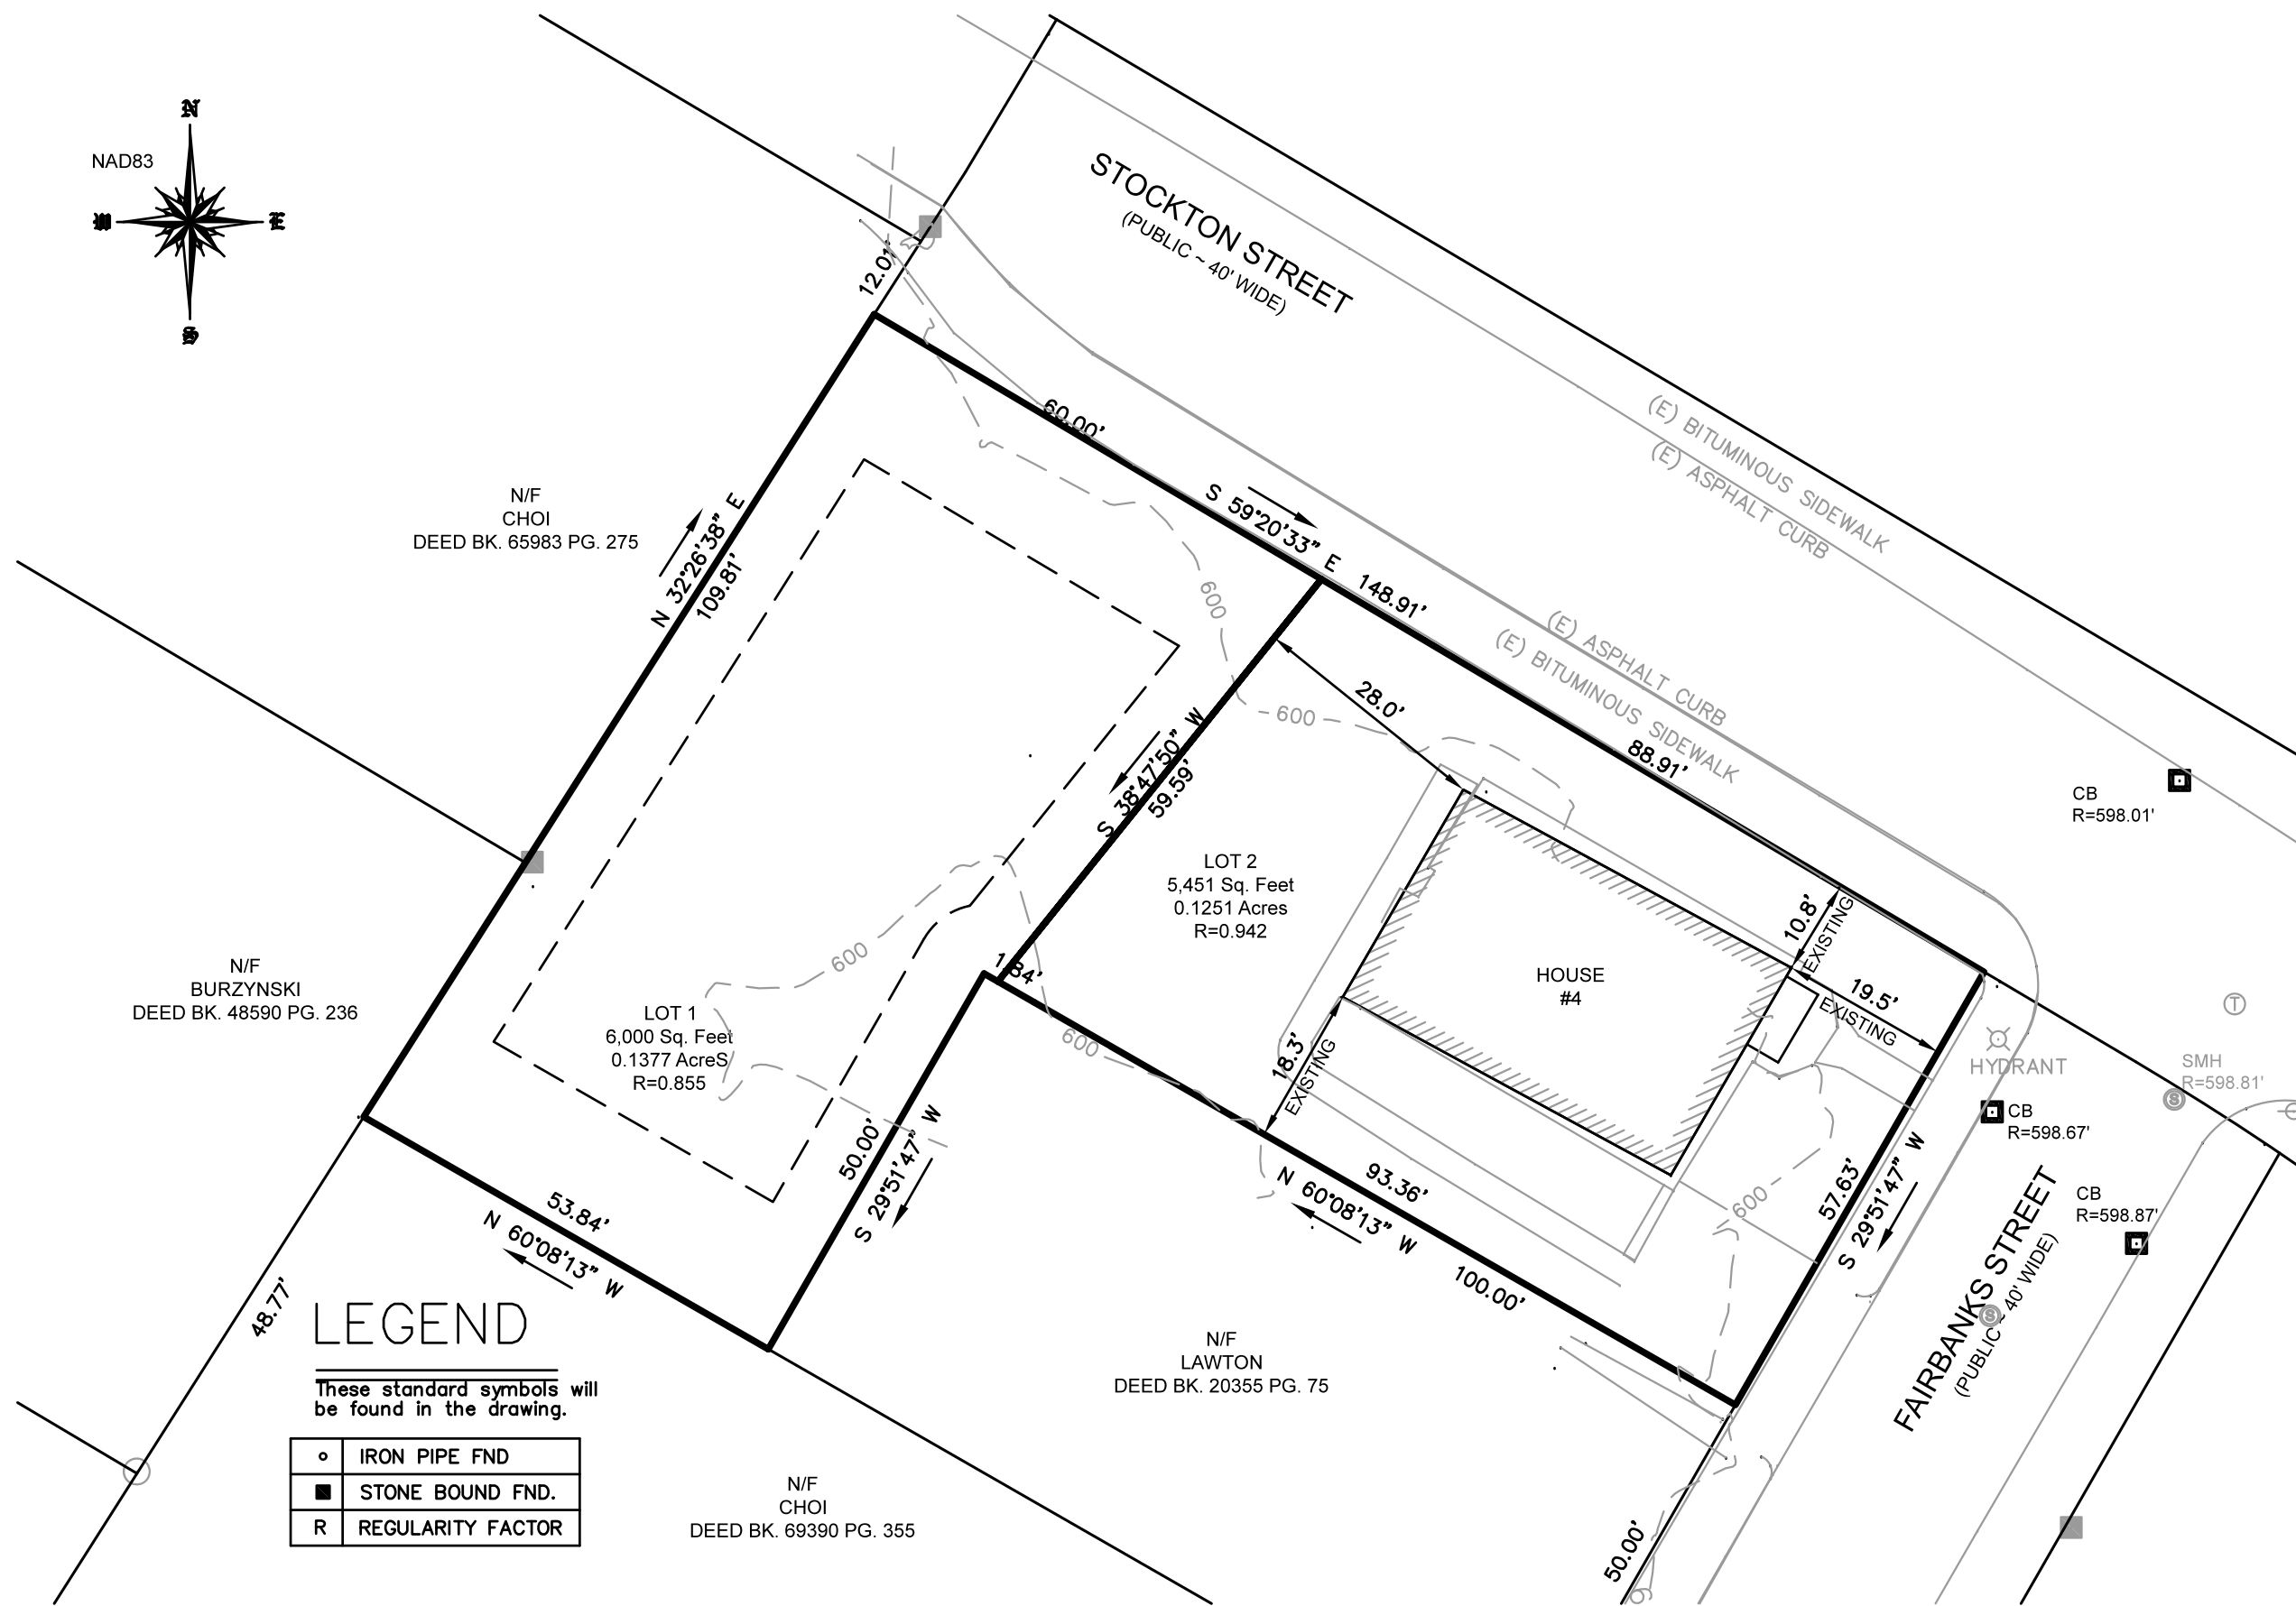 N
NAD83
W
E
S
STOCKTON STREET
(PUBLIC ~ 40' WIDE)
12.01'
60.00'
S 59°20'33" E 148.91'
(E) BITUMINOUS SIDEWALK
(E) ASPHALT CURB
N/F
CHOI
DEED BK. 65983 PG. 275
N 32°26'38" E
109.81'
600
600
28.0'
(E) ASPHALT CURB
(E) BITUMINOUS SIDEWALK
88.91'
S 38°47'50" W
59.59'
CB
R=598.01'
LOT 2
5,451 Sq. Feet
0.1251 Acres
R=0.942
10.8'
EXISTING
HOUSE
#4
19.5'
EXISTING
600
1.84'
N/F
BURZYNSKI
DEED BK. 48590 PG. 236
LOT 1
6,000 Sq. Feet
0.1377 AcreS
R=0.855
600
18.3'
EXISTING
T
HYDRANT
SMH
R=598.81'
S
CB
R=598.67'
50.00'
S 29°51'47" W
93.36'
N 60°08'13" W 100.00'
600
57.63'
S 29°51'47" W
CB
R=598.87'
FAIRBANKS STREET
(PUBLIC ~ 40' WIDE)
S
53.84'
N 60°08'13" W
48.77'
LEGEND
These standard symbols will
be found in the drawing.
IRON PIPE FND
STONE BOUND FND.
R REGULARITY FACTOR
N/F
LAWTON
DEED BK. 20355 PG. 75
N/F
CHOI
DEED BK. 69390 PG. 355
50.00'